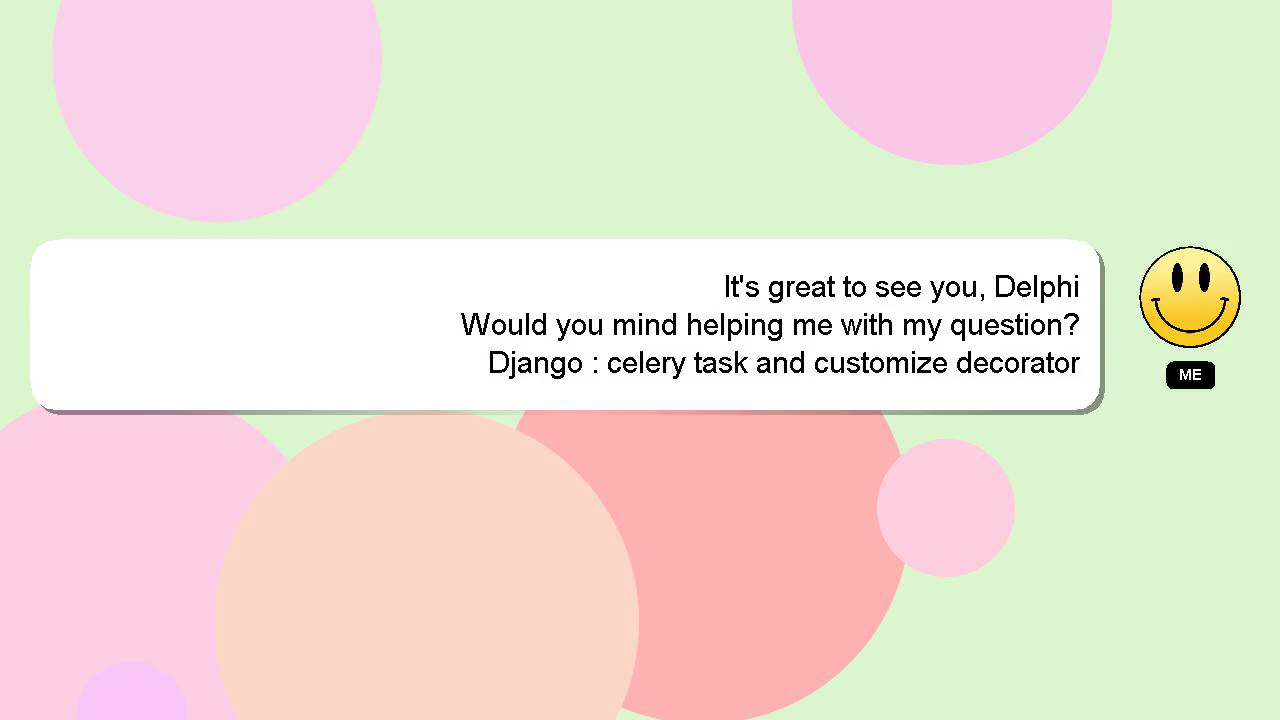 It's great to see you, Delphi
Would you mind helping me with my question?
Django : celery task and customize decorator
ME